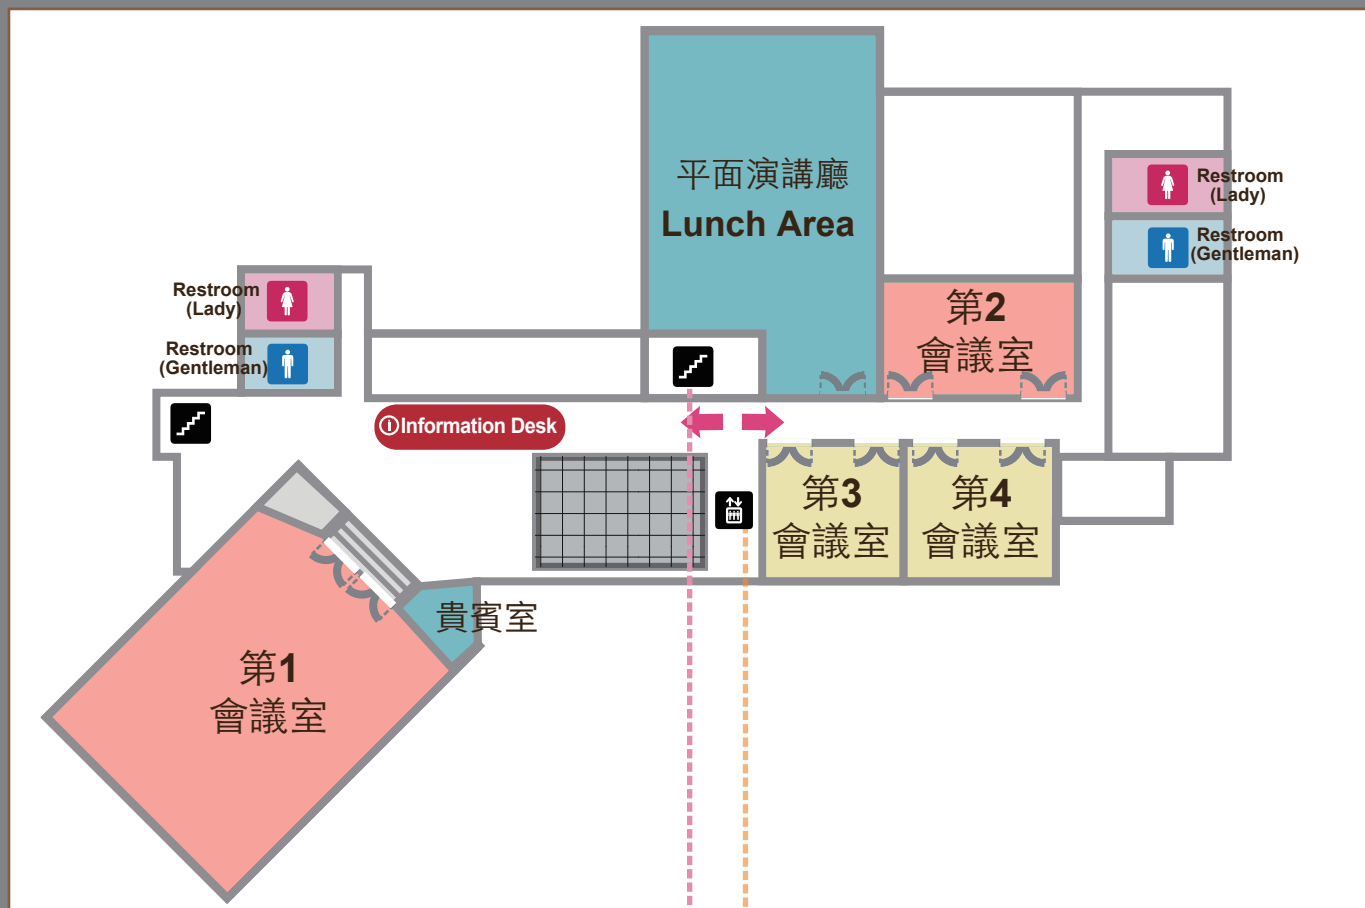 平面演講廳
Lunch Area
Restroom
(Lady)
Restroom
(Gentleman)
Restroom
(Lady)
Restroom
(Gentleman)
第2
會議室
Information Desk
第3
會議室
第4
會議室
貴賓室
第1
會議室